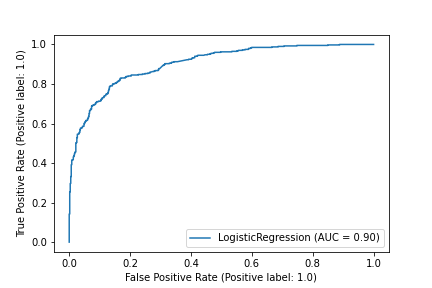 1.0
0.8
0.6
0.4
0.2
0.0
True Positive Rate (Positive label: 1.0)
LogisticRegression (AUC = 0.90)
0.0 0.2 0.4 0.6 0.8 1.0
False Positive Rate (Positive label: 1.0)